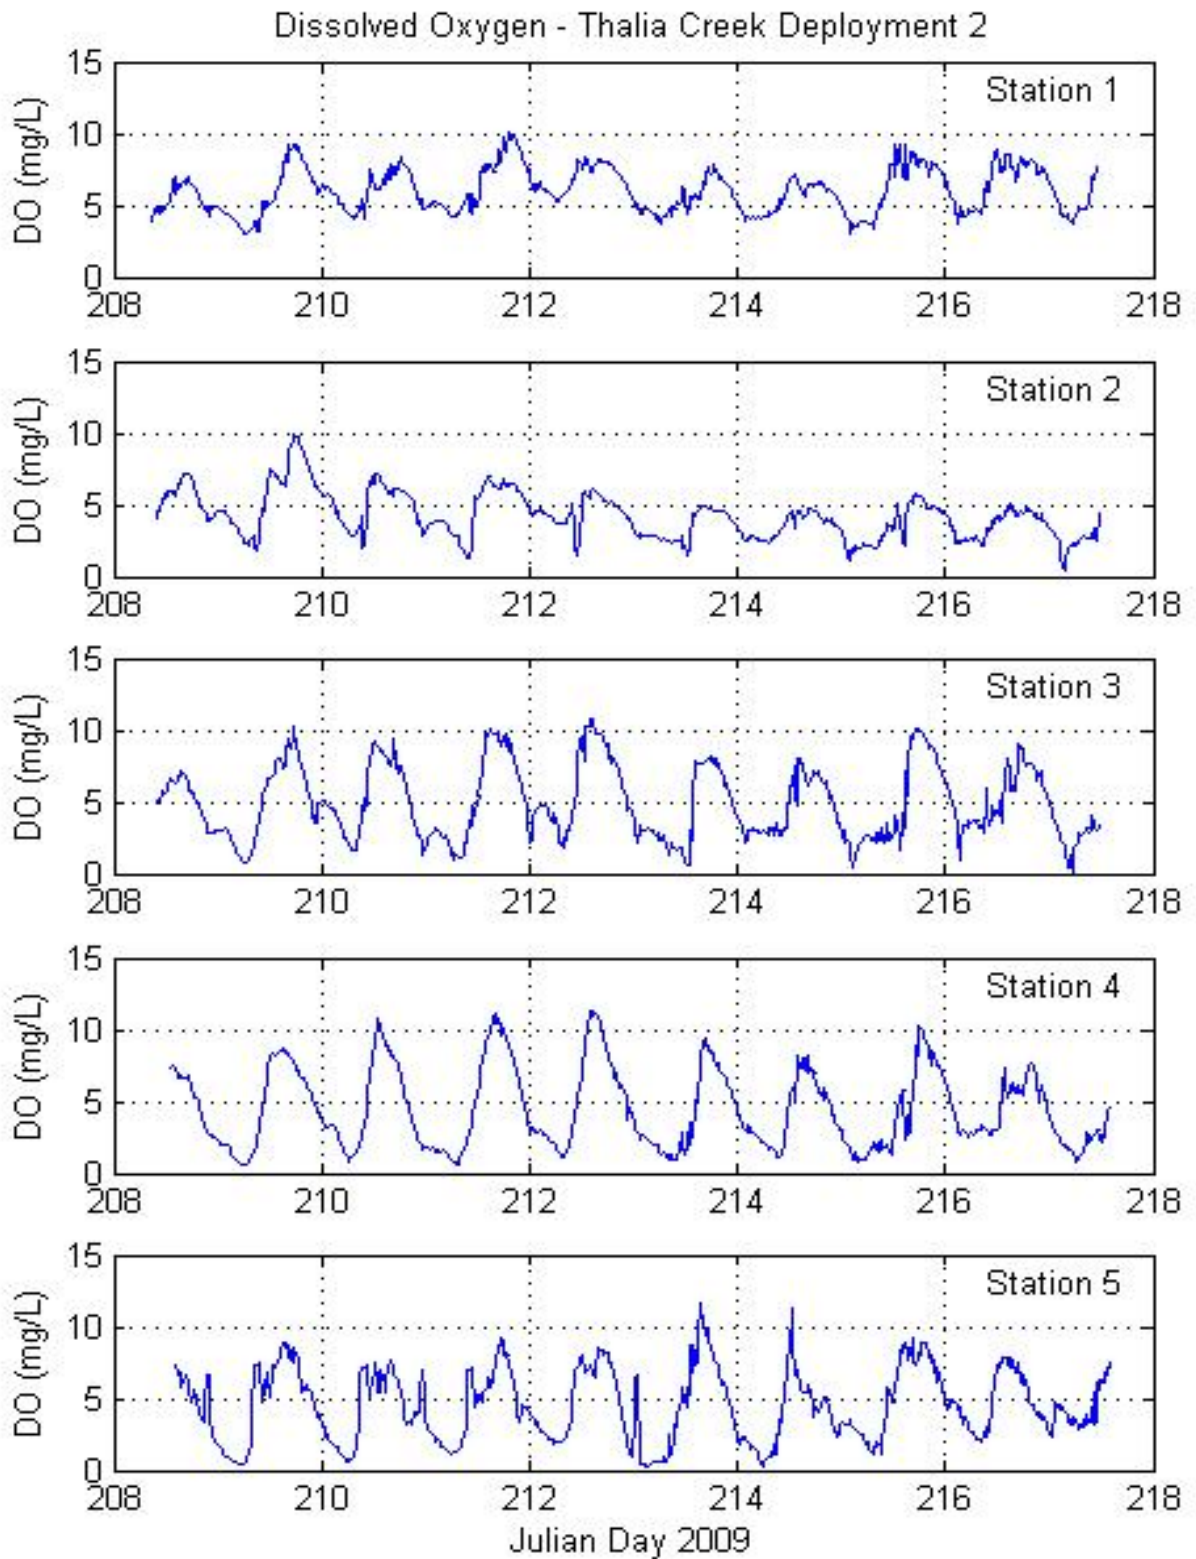 Dissolved Oxygen - Thalia Creek Deployment 2
15
Station 1
10
DO (mg/L)
5
0
208 210 212 214 216 218
15
Station 2
10
DO (mg/L)
5
0
208 210 212 214 216 218
15
Station 3
10
DO (mg/L)
5
0
208 210 212 214 216 218
15
Station 4
10
DO (mg/L)
5
0
208 210 212 214 216 218
15
Station 5
10
DO (mg/L)
5
0
208 210 212 214 216 218
Julian Day 2009